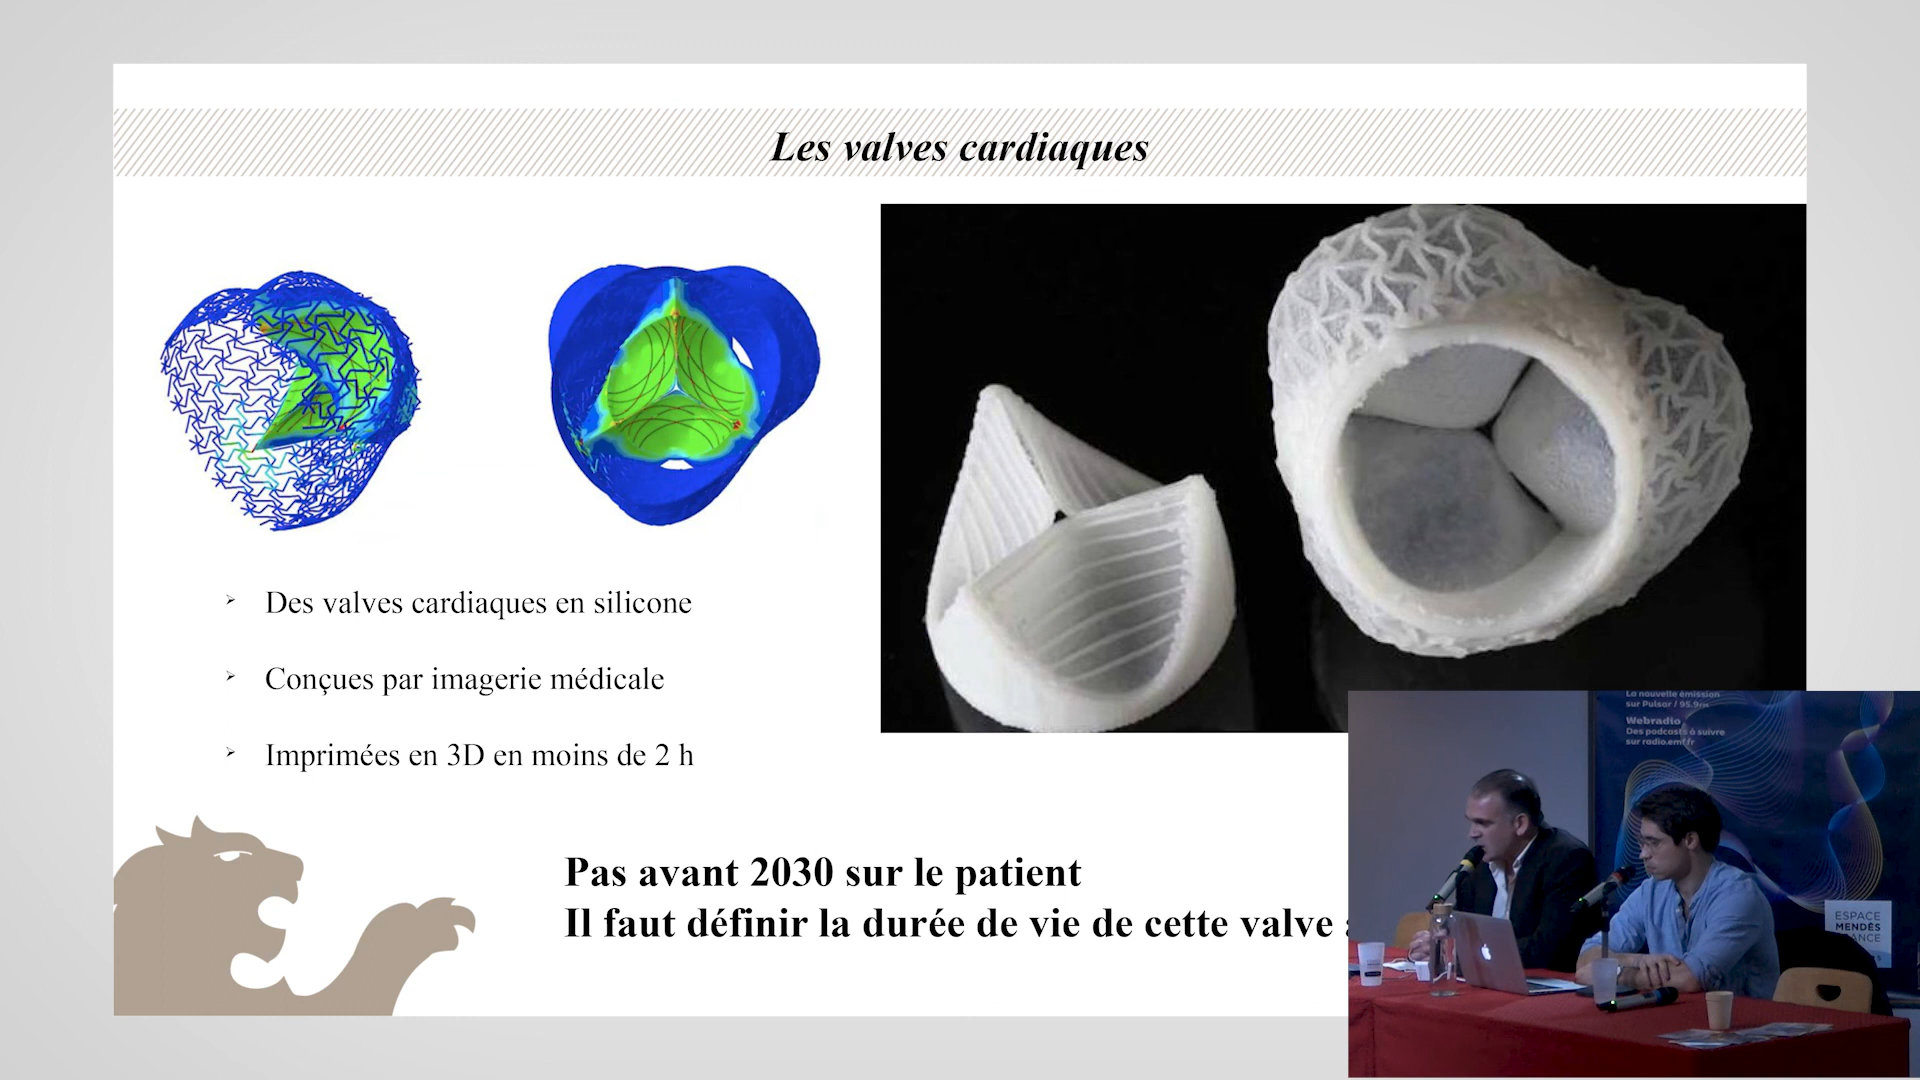 Les valves cardiaques
Des valves cardiaques en silicone
Conçues par imagerie médicale
Imprimées en 3D en moins de 2 h
Pas avant 2030 sur le patient
Il faut définir la durée de vie de cette valve
La nouvelle émission
sur Pulsar / 95.9
Webradio
Des podcasts à suivre
sur radio.emf.fr
ESPACE
MENDÈS